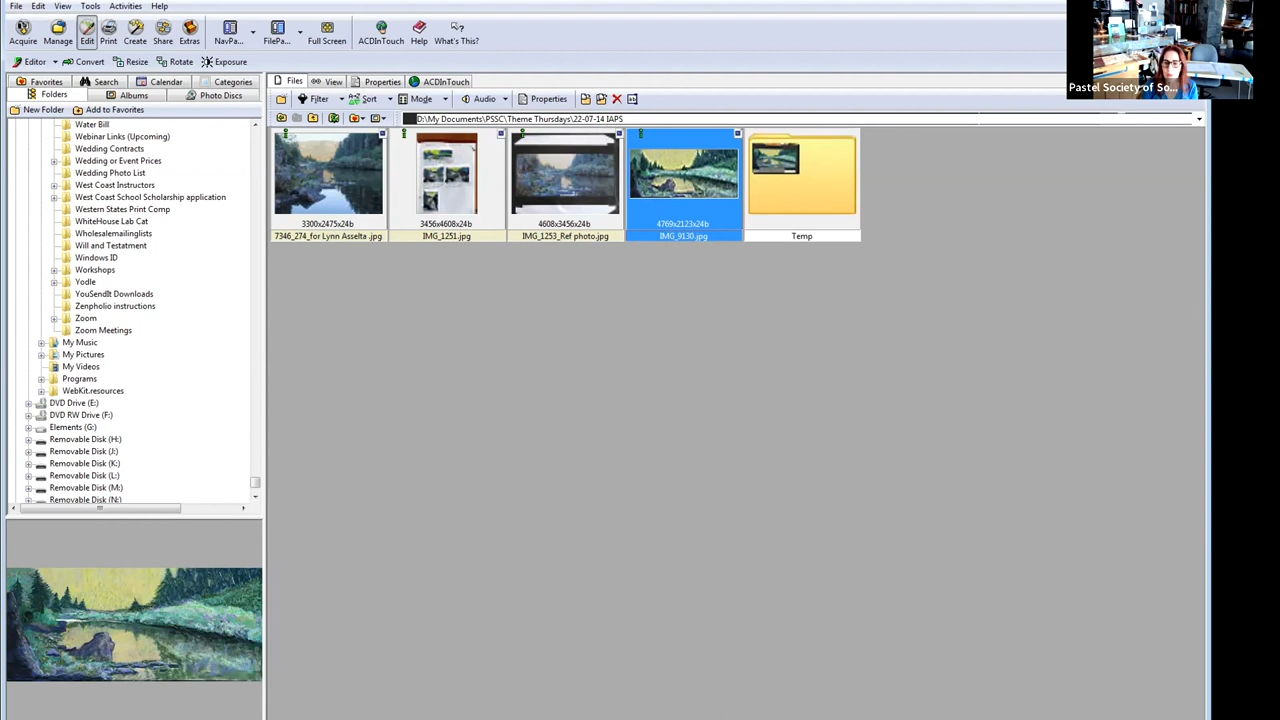 File Edit View Tools Activities Help
Acquire Manage Edit Print Create Share Extras NavPa... FilePa... Full Screen ACDInTouch Help What's This?
Editor Convert Resize Rotate Exposure
Favorites Search Calendar Categories
Folders Albums Photo Discs
New Folder Add to Favorites
Files View Properties ACDInTouch
Filter Sort Mode Audio Properties
D:\My Documents\PSSC\Theme Thursdays\22-07-14 IAPS
Pastel Society of So...
Water Bill
Webinar Links (Upcoming)
Wedding Contracts
Wedding or Event Prices
Wedding Photo List
West Coast Instructors
West Coast School Scholarship application
Western States Print Comp
WhiteHouse Lab Cat
Wholesalemailinglists
Will and Testatment
Windows ID
Workshops
Yodle
YouSendIt Downloads
Zenpholio instructions
Zoom
Zoom Meetings
My Music
My Pictures
My Videos
Programs
WebKit.resources
DVD Drive (E:)
DVD RW Drive (F:)
Elements (G:)
Removable Disk (H:)
Removable Disk (J:)
Removable Disk (K:)
Removable Disk (L:)
Removable Disk (M:)
Removable Disk (N:)
3300x2475x24b 3456x4608x24b 4608x3456x24b 4769x2123x24b
7346_274_for Lynn Asselta .jpg IMG_1251.jpg IMG_1253_Ref photo.jpg IMG_9130.jpg Temp